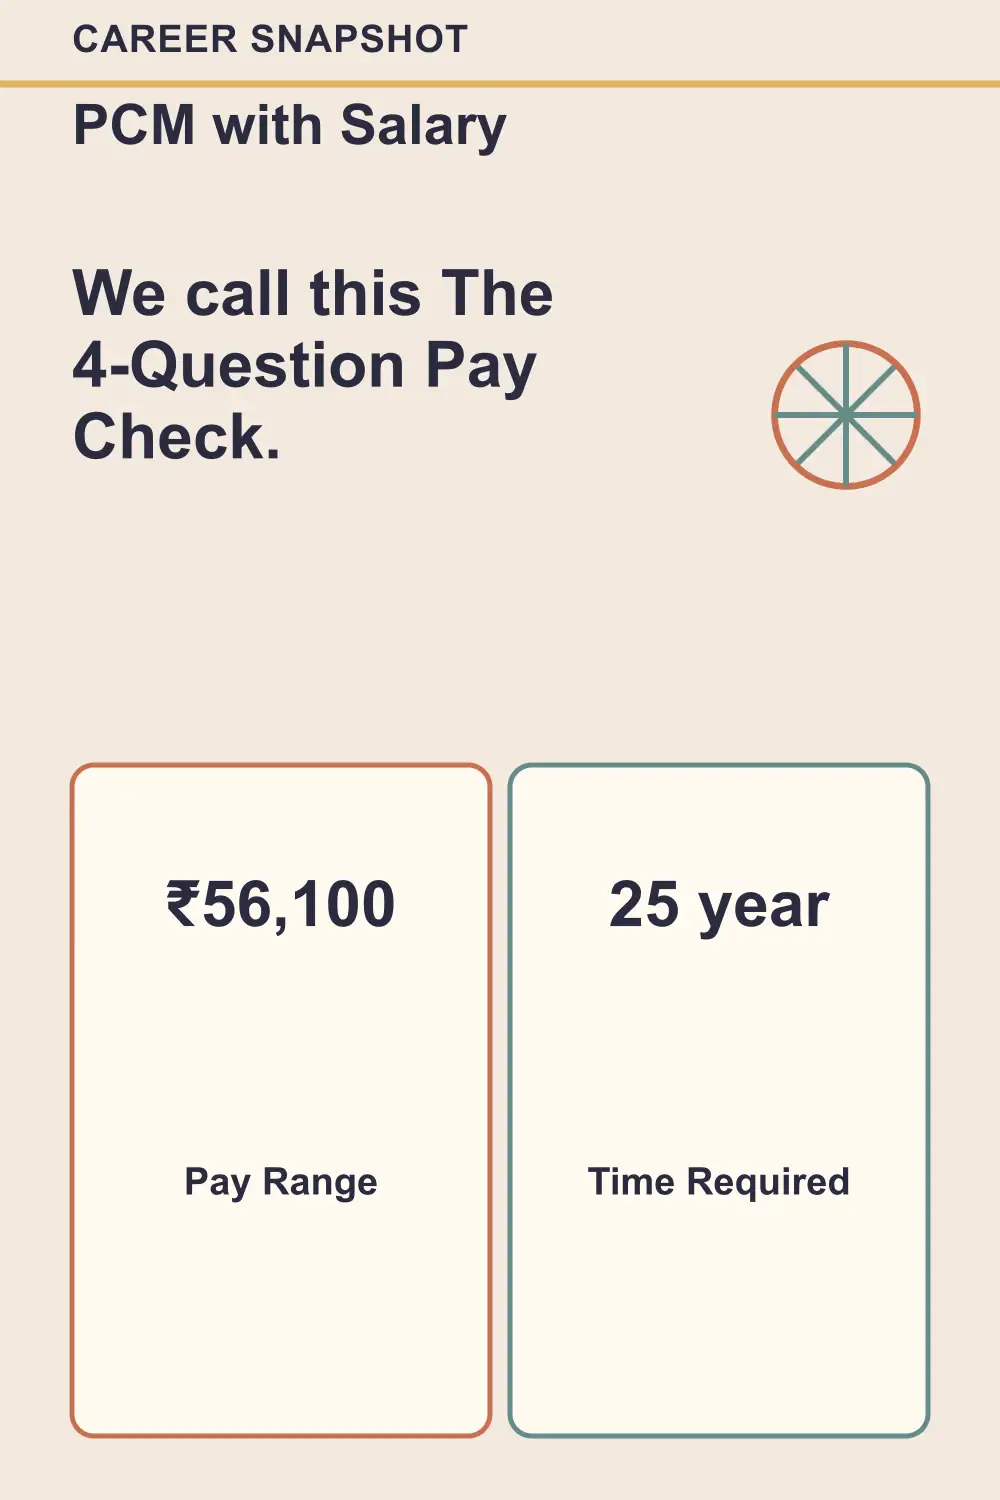 CAREER SNAPSHOT
PCM with Salary
We call this The
4-Question Pay
Check.
₹56,100
25 year
Pay Range
Time Required